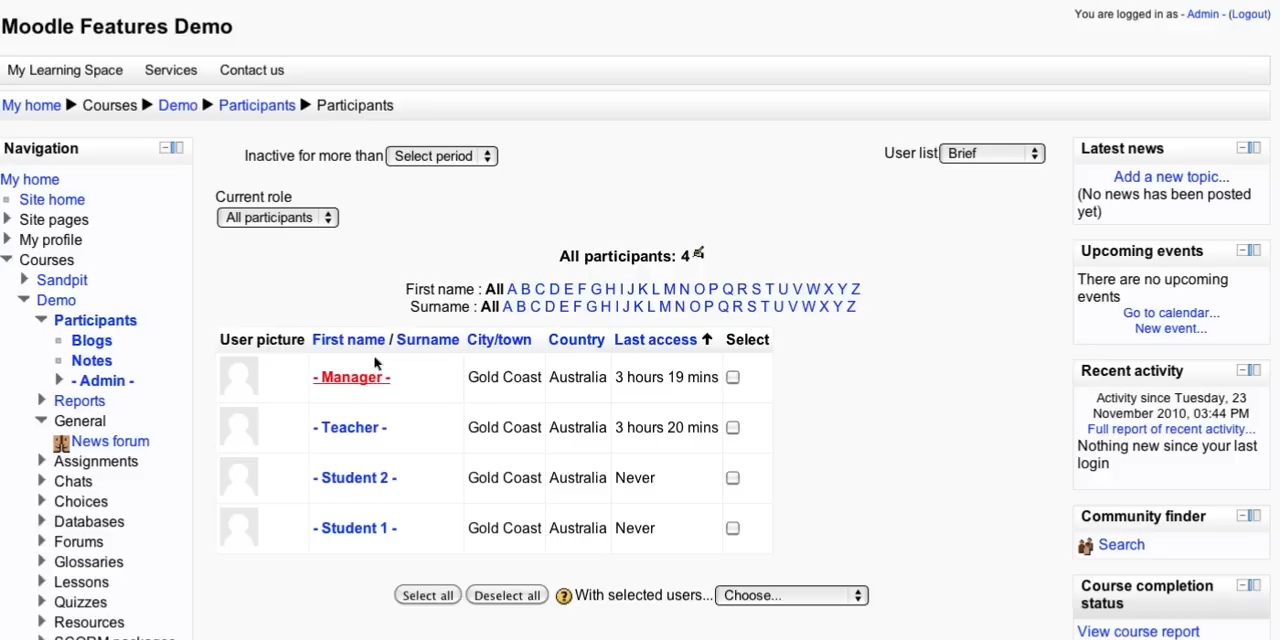 Moodle Features Demo
You are logged in as - Admin - (Logout)
My Learning Space Services Contact us
My home ► Courses ► Demo ► Participants ► Participants
Navigation
My home
Site home
Site pages
My profile
Courses
Sandpit
Demo
Participants
Blogs
Notes
- Admin -
Reports
General
News forum
Assignments
Chats
Choices
Databases
Forums
Glossaries
Lessons
Quizzes
Resources
SCORM packages
Inactive for more than Select period
User list Brief
Current role
All participants
All participants: 4
First name : All A B C D E F G H I J K L M N O P Q R S T U V W X Y Z
Surname : All A B C D E F G H I J K L M N O P Q R S T U V W X Y Z
User picture First name / Surname City/town Country Last access ↑ Select
- Manager - Gold Coast Australia 3 hours 19 mins
- Teacher - Gold Coast Australia 3 hours 20 mins
- Student 2 - Gold Coast Australia Never
- Student 1 - Gold Coast Australia Never
Select all Deselect all ? With selected users... Choose...
Latest news
Add a new topic...
(No news has been posted
yet)
Upcoming events
There are no upcoming
events
Go to calendar...
New event...
Recent activity
Activity since Tuesday, 23
November 2010, 03:44 PM
Full report of recent activity...
Nothing new since your last
login
Community finder
Search
Course completion
status
View course report